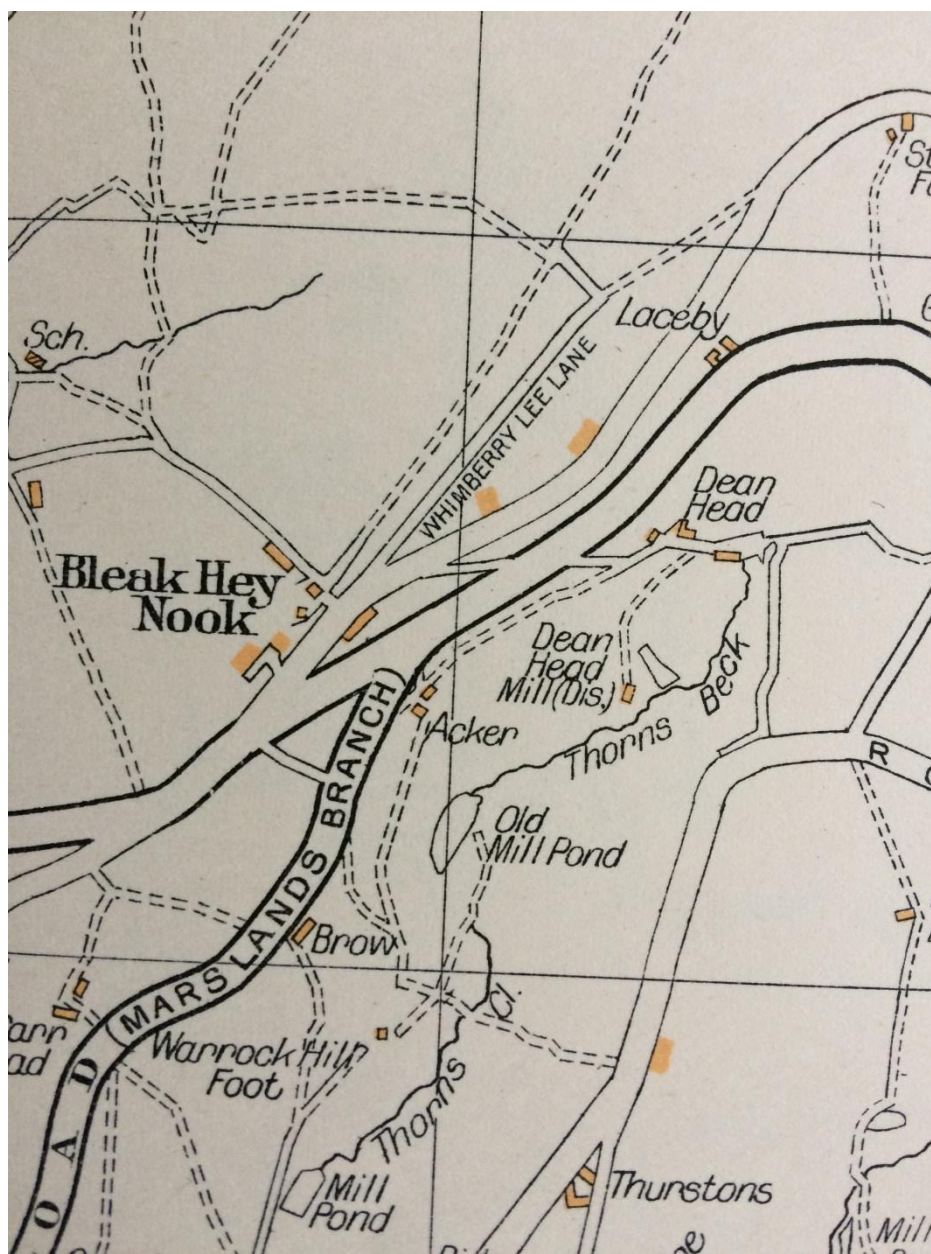 Sch.
Laceby
WHIMBERRY LEE LANE
Dean
Head
Bleak Hey
Nook
Dean
Head
Mill (Dis.)
Thorns Beck
Acker
Old
Mill Pond
(MARSLANDS BRANCH)
Brow
Warrock Hill
Foot
Thorns Cl.
Mill
Pond
Thurstons
Mill